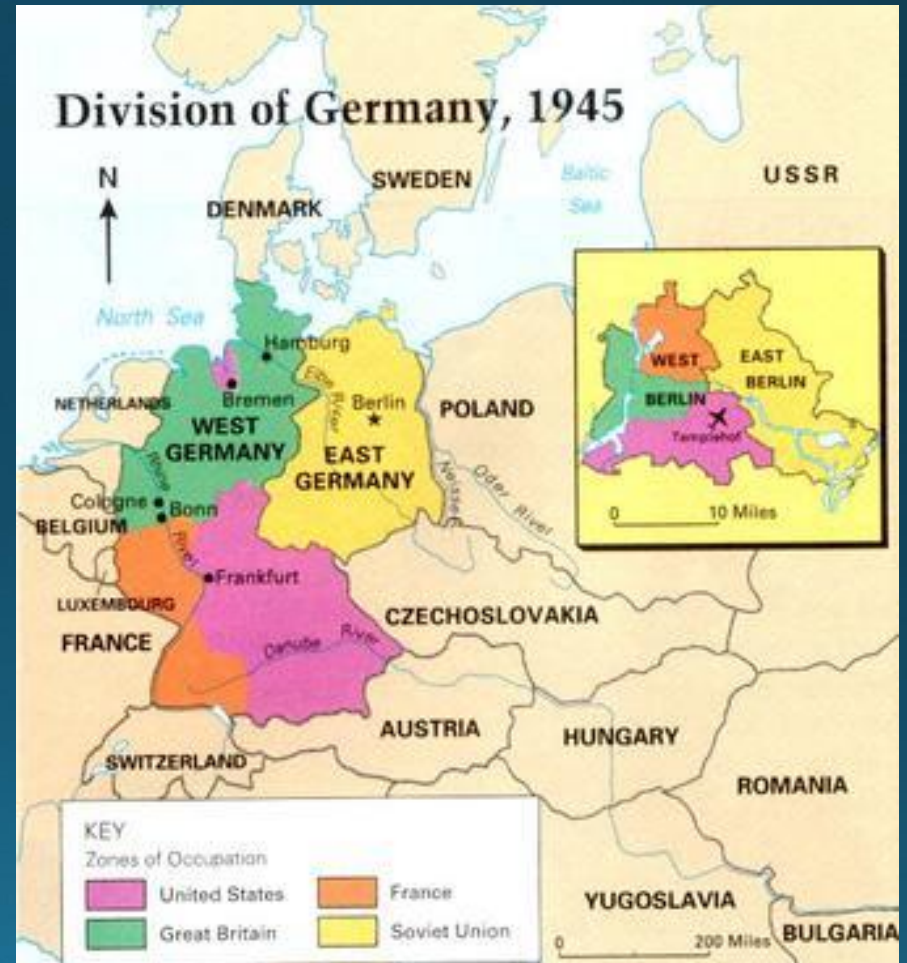 Division of Germany, 1945
N
SWEDEN
Baltic
Sea
USSR
DENMARK
North Sea
Hamburg
Elbe
River
Bremen
Berlin
NETHERLANDS
WEST
GERMANY
EAST
GERMANY
POLAND
Neisse
Oder River
Rhine
River
Cologne
Bonn
BELGIUM
Frankfurt
LUXEMBOURG
FRANCE
CZECHOSLOVAKIA
Danube River
AUSTRIA
HUNGARY
SWITZERLAND
ROMANIA
YUGOSLAVIA
BULGARIA
WEST
BERLIN
EAST
BERLIN
Templehof
0 10 Miles
KEY
Zones of Occupation
United States
France
Great Britain
Soviet Union
0 200 Miles